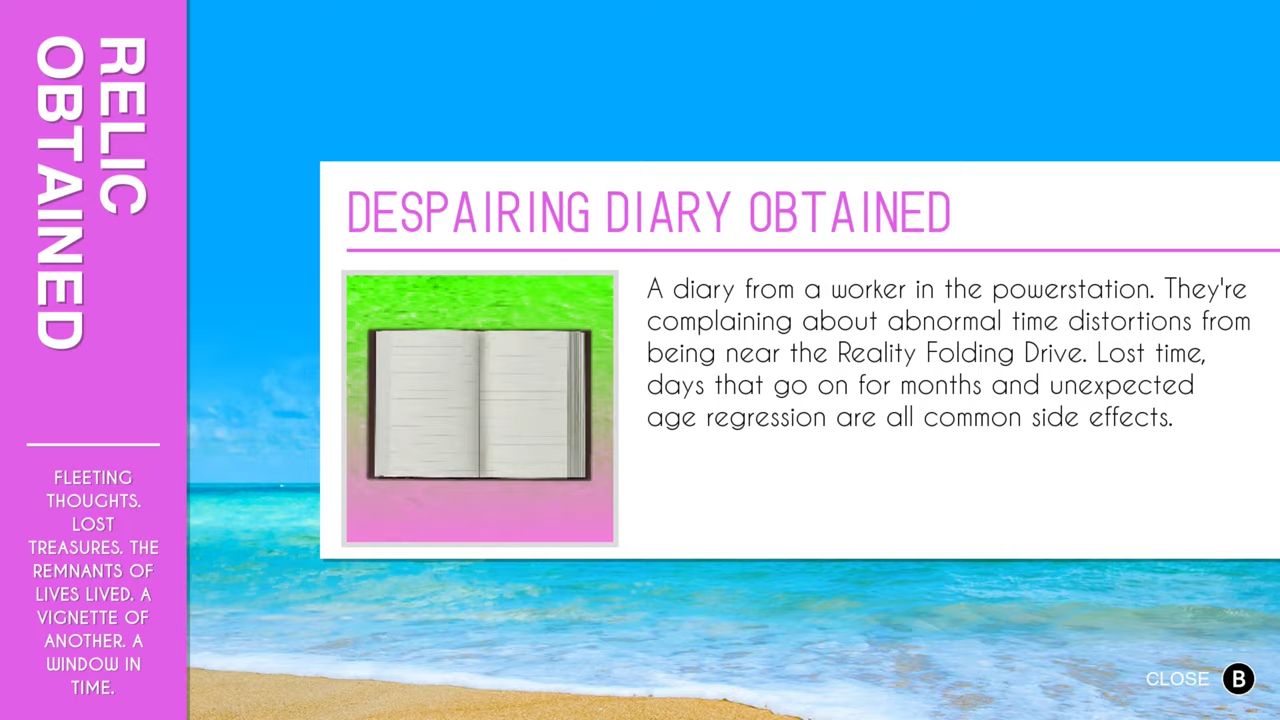 RELIC
OBTAINED
FLEETING
THOUGHTS.
LOST
TREASURES. THE
REMNANTS OF
LIVES LIVED. A
VIGNETTE OF
ANOTHER. A
WINDOW IN
TIME.
DESPAIRING DIARY OBTAINED
A diary from a worker in the powerstation. They're
complaining about abnormal time distortions from
being near the Reality Folding Drive. Lost time,
days that go on for months and unexpected
age regression are all common side effects.
CLOSE B